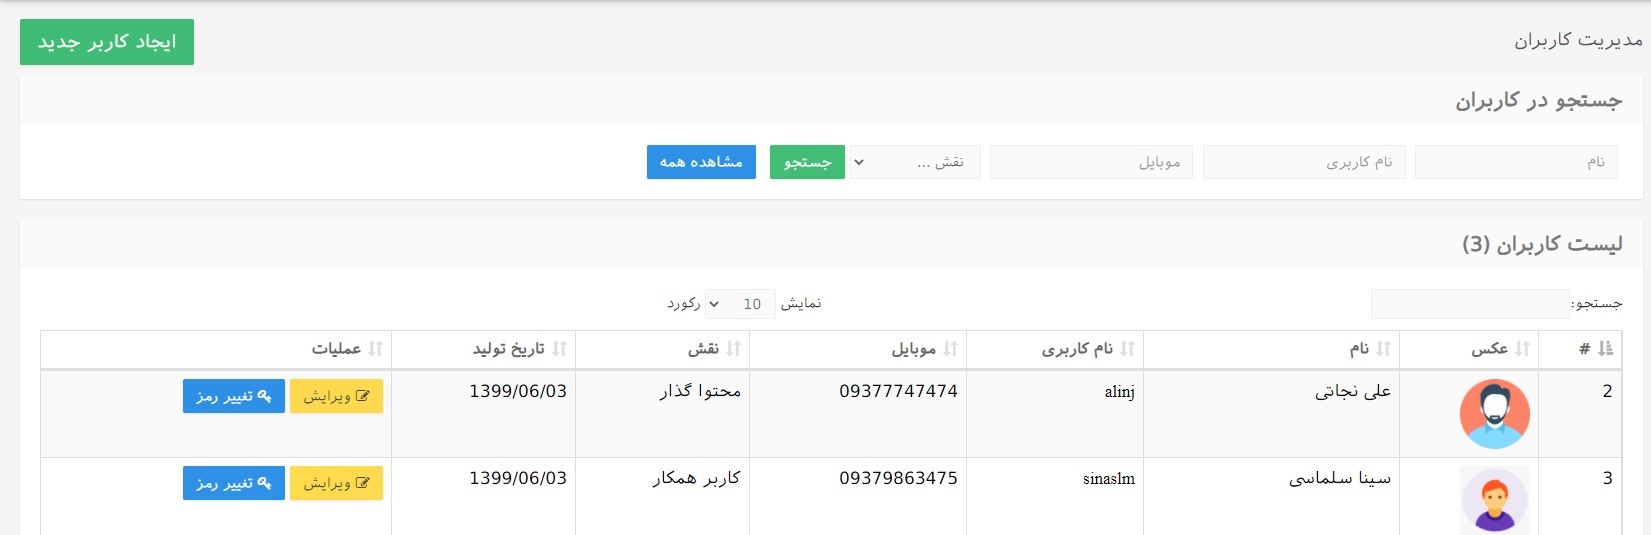 مدیریت کاربران ایجاد کاربر جدید
جستجو در کاربران
نام نام کاربری موبایل نقش ... جستجو مشاهده همه
لیست کاربران (3)
جستجو: نمایش 10 رکورد
# عکس نام نام کاربری موبایل نقش تاریخ تولید عملیات
2 علی نجاتی alinj 09377747474 محتوا گذار 1399/06/03 ویرایش تغییر رمز
3 سینا سلماسی sinaslm 09379863475 کاربر همکار 1399/06/03 ویرایش تغییر رمز